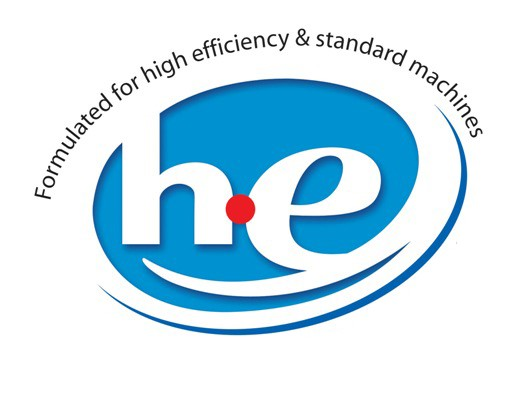 Formulated for high efficiency & standard machines
h•e